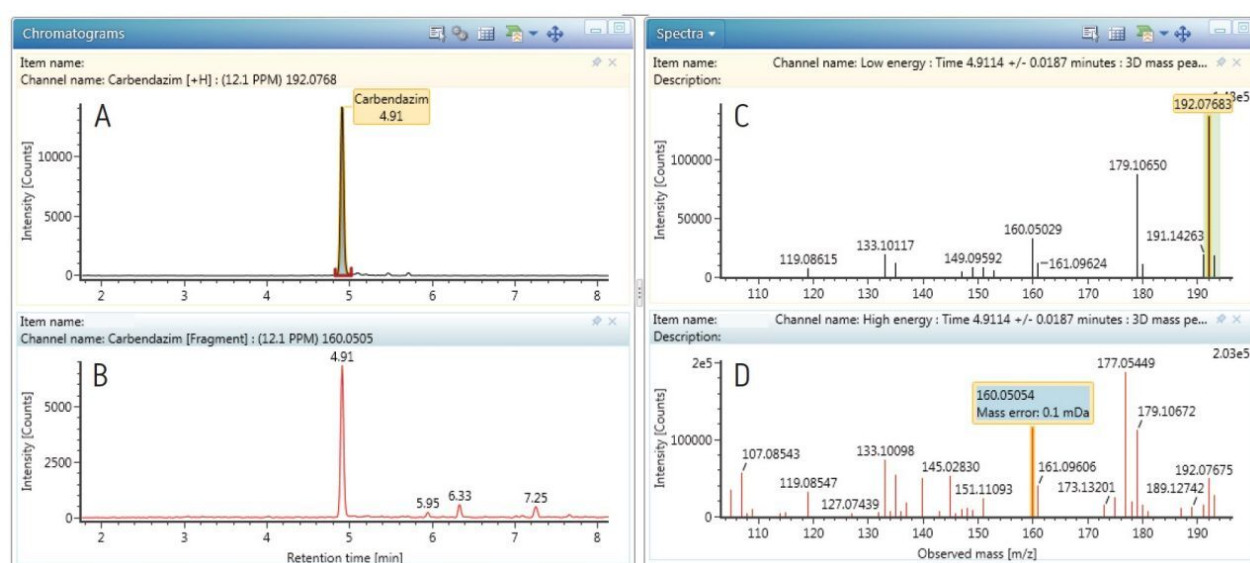 Chromatograms
Item name:
Channel name: Carbendazim [+H] : (12.1 PPM) 192.0768
A
Carbendazim
4.91
Intensity [Counts]
10000
5000
0
2 3 4 5 6 7 8
Item name:
Channel name: Carbendazim [Fragment] : (12.1 PPM) 160.0505
B
4.91
Intensity [Counts]
5000
2500
0
5.95 6.33 7.25
2 3 4 5 6 7 8
Retention time [min]
Spectra
Item name: Channel name: Low energy : Time 4.9114 +/- 0.0187 minutes : 3D mass pea...
Description:
C
192.07683
Intensity [Counts]
100000
50000
0
179.10650
160.05029
191.14263
133.10117
149.09592
161.09624
119.08615
110 120 130 140 150 160 170 180 190
Item name: Channel name: High energy : Time 4.9114 +/- 0.0187 minutes : 3D mass pe...
Description:
2e5
2.03e5
D
177.05449
160.05054
Mass error: 0.1 mDa
179.10672
Intensity [Counts]
100000
0
107.08543
133.10098
145.02830
161.09606
192.07675
119.08547
151.11093
173.13201
189.12742
127.07439
110 120 130 140 150 160 170 180 190
Observed mass [m/z]